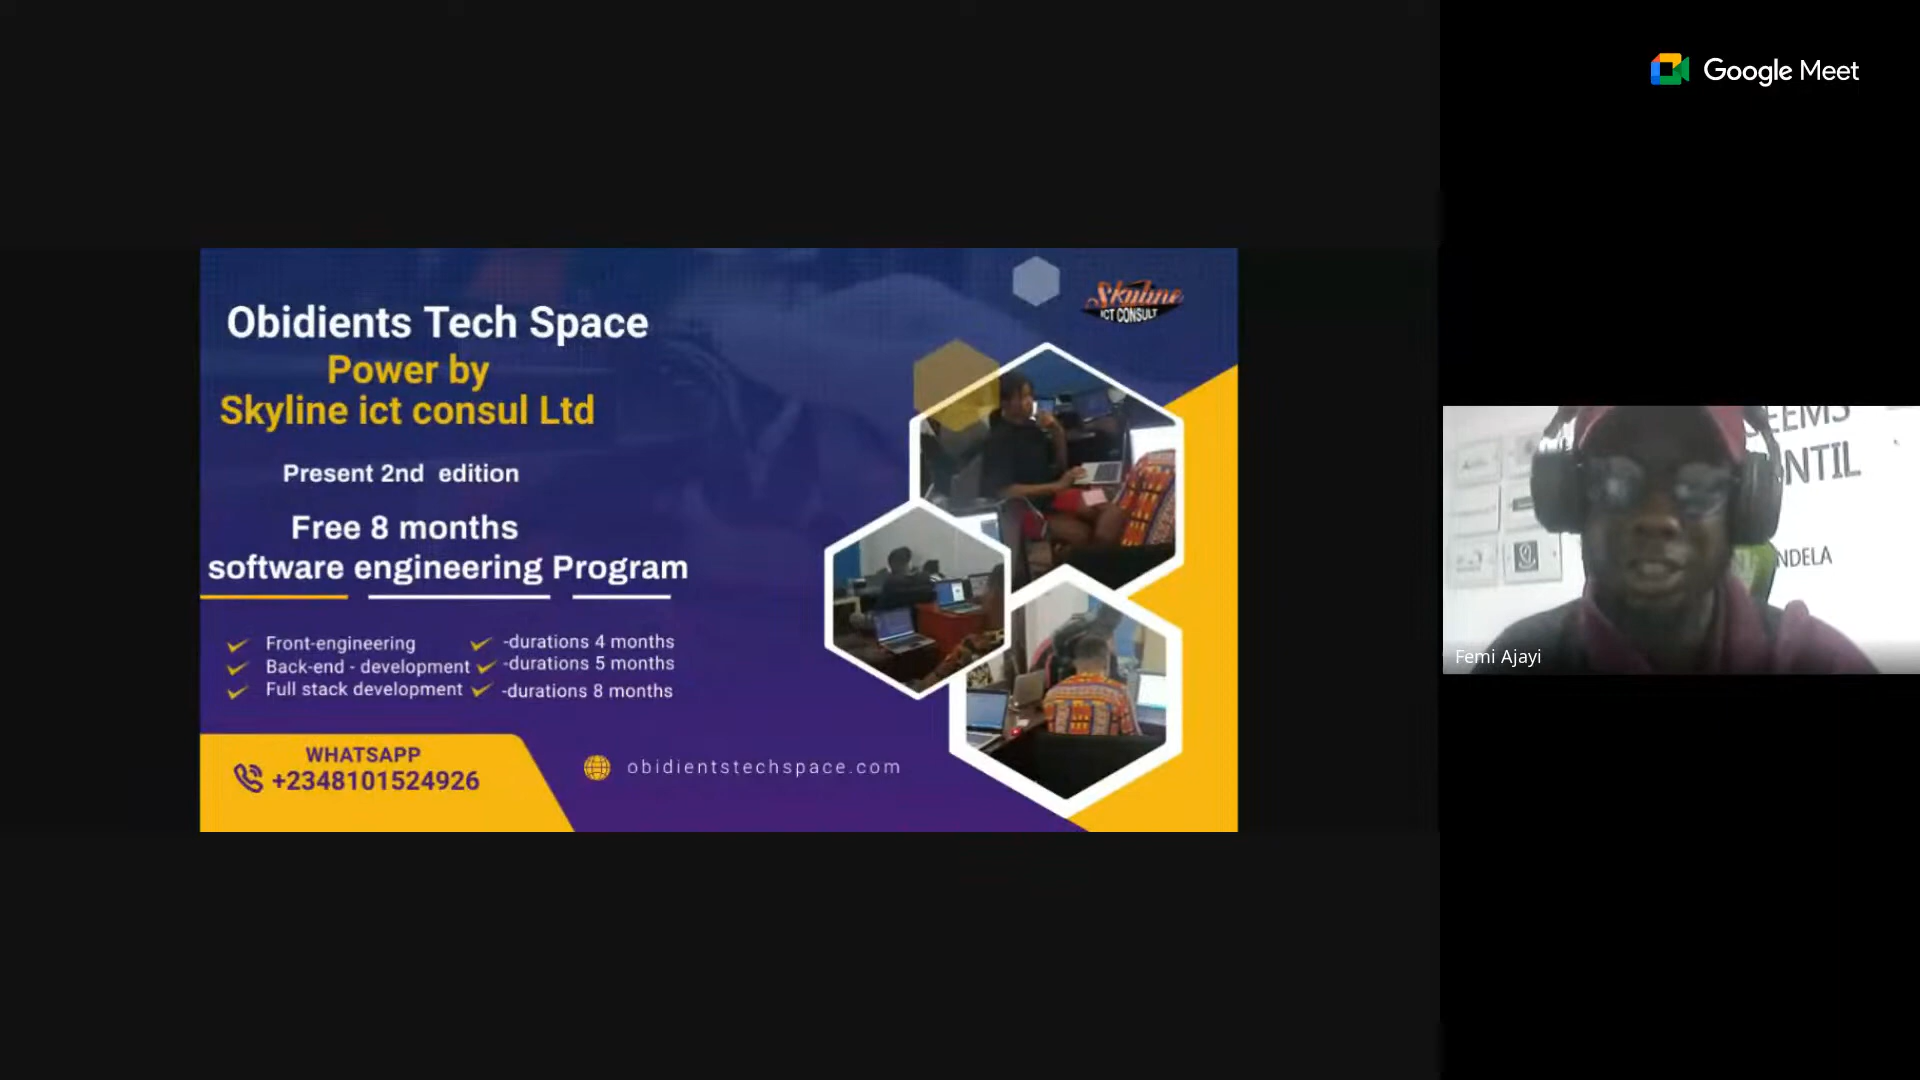 Google Meet
Obidients Tech Space
Power by
Skyline ict consul Ltd
Present 2nd edition
Free 8 months
software engineering Program
Front-engineering -durations 4 months
Back-end - development -durations 5 months
Full stack development -durations 8 months
WHATSAPP
+2348101524926
obidientstechspace.com
Skyline
ICT CONSULT
EEMS
NTIL
NDELA
Femi Ajayi